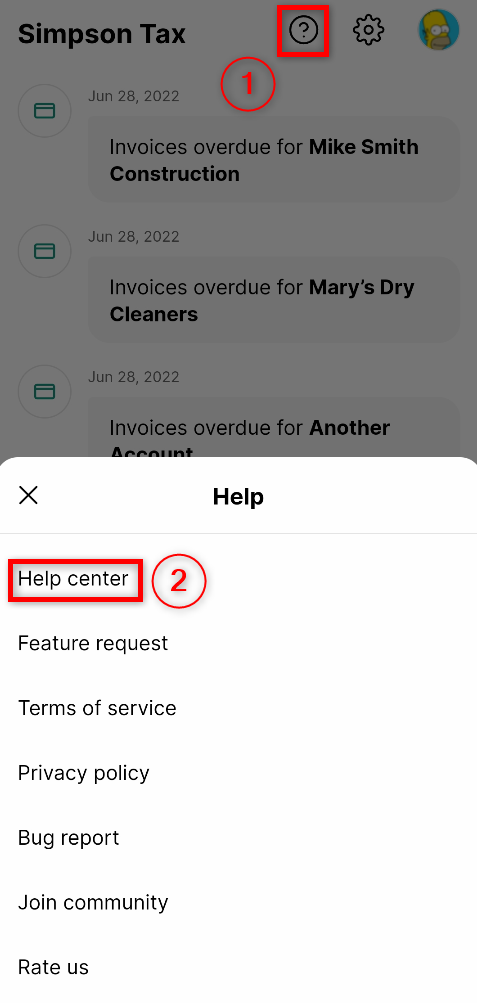 Simpson Tax
1
Jun 28, 2022
Invoices overdue for Mike Smith
Construction
Jun 28, 2022
Invoices overdue for Mary’s Dry
Cleaners
Jun 28, 2022
Invoices overdue for Another
Account
Help
Help center
2
Feature request
Terms of service
Privacy policy
Bug report
Join community
Rate us